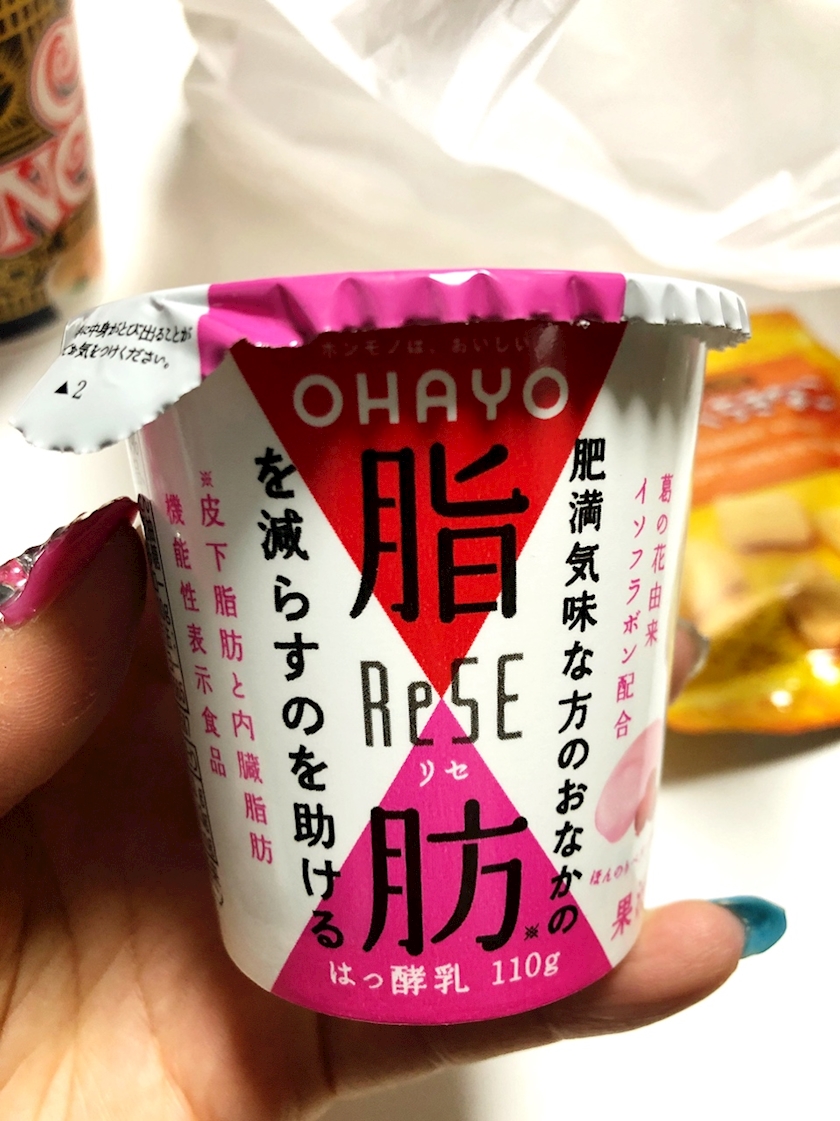 ホンモノは、おいしい
OHAYO
葛の花由来
イソフラボン配合
肥満気味な方のおなかの
脂肪※
を減らすのを助ける
ReSE
リセ
※皮下脂肪と内臓脂肪
機能性表示食品
はっ酵乳 110g
中身がとび出ることが
気をつけください。
▲2